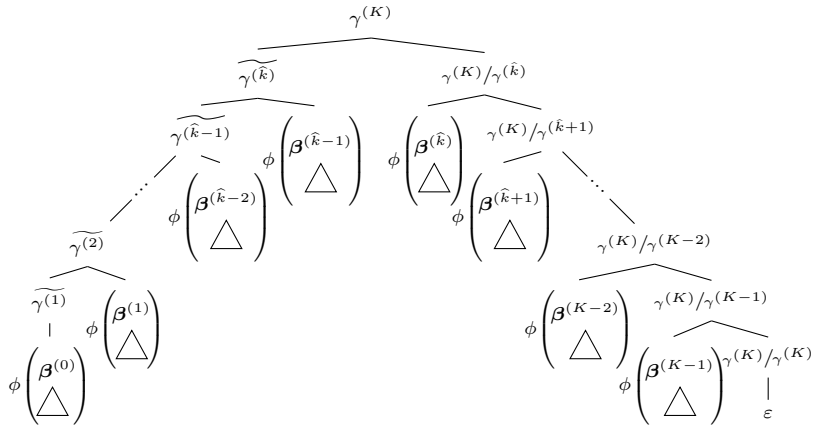 γ^(K)
\widetilde{γ^(k̂)} γ^(K)/γ^(k̂)
\widetilde{γ^(k̂−1)} ϕ(β^(k̂−1)) ϕ(β^(k̂)) γ^(K)/γ^(k̂+1)
⋰ ϕ(β^(k̂−2)) ϕ(β^(k̂+1)) ⋱
\widetilde{γ^(2)} γ^(K)/γ^(K−2)
\widetilde{γ^(1)} ϕ(β^(1)) ϕ(β^(K−2)) γ^(K)/γ^(K−1)
ϕ(β^(0)) ϕ(β^(K−1)) γ^(K)/γ^(K)
ε